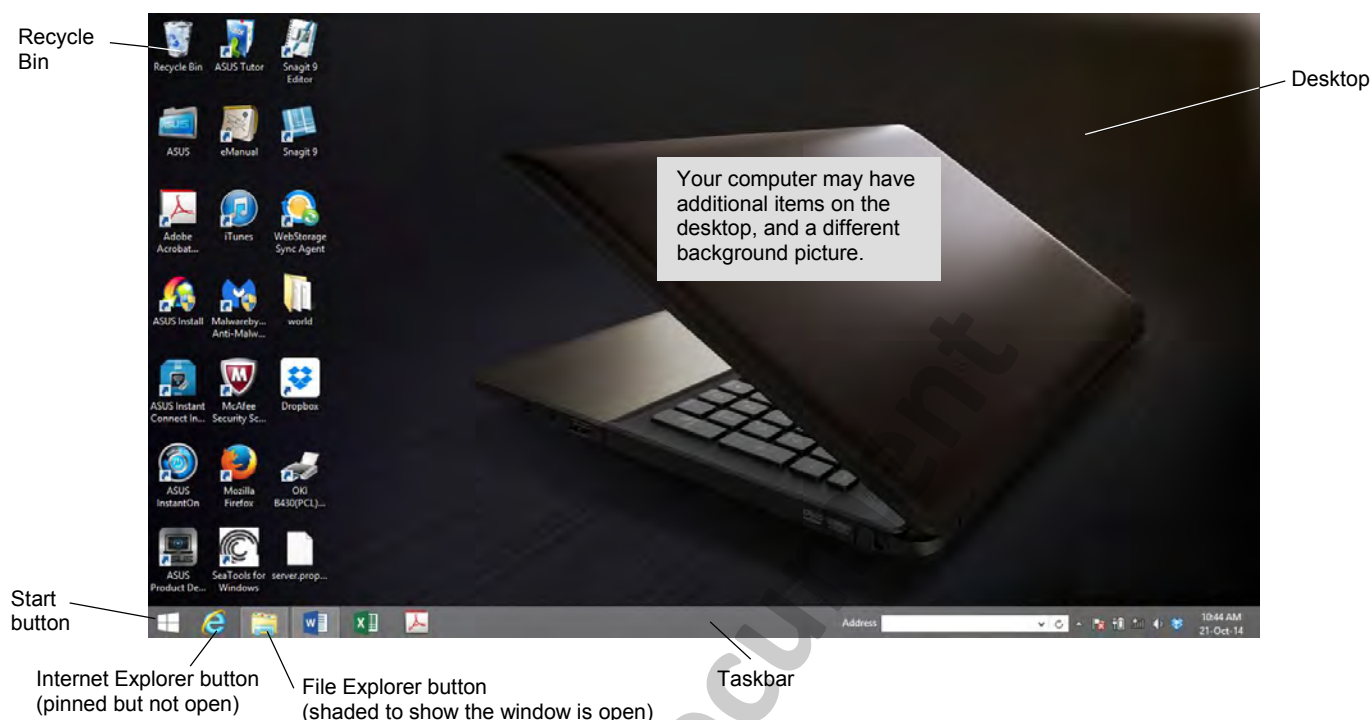 Recycle
Bin
Desktop
Recycle Bin
ASUS Tutor
Snagit 9
Editor
ASUS
eManual
Snagit 9
Your computer may have
additional items on the
desktop, and a different
background picture.
Adobe
Acrobat...
iTunes
WebStorage
Sync Agent
ASUS Install
Malwareby...
Anti-Malw...
world
ASUS Instant
Connect In...
McAfee
Security Sc...
Dropbox
ASUS
InstantOn
Mozilla
Firefox
OKI
B430(PCL)...
ASUS
Product De...
SeaTools for
Windows
server.prop...
Start
button
Address
10:44 AM
21-Oct-14
Internet Explorer button
(pinned but not open)
File Explorer button
(shaded to show the window is open)
Taskbar